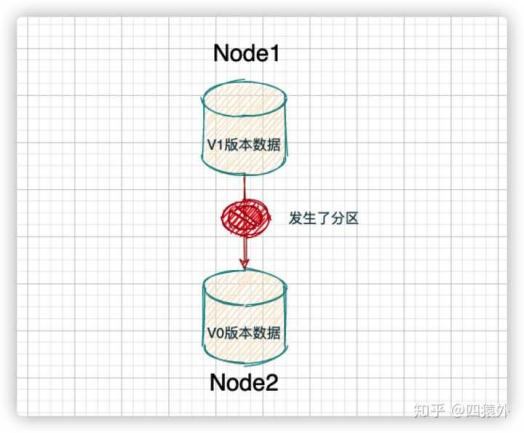 Node1
V1版本数据
发生了分区
V0版本数据
Node2
知乎 @四猿外